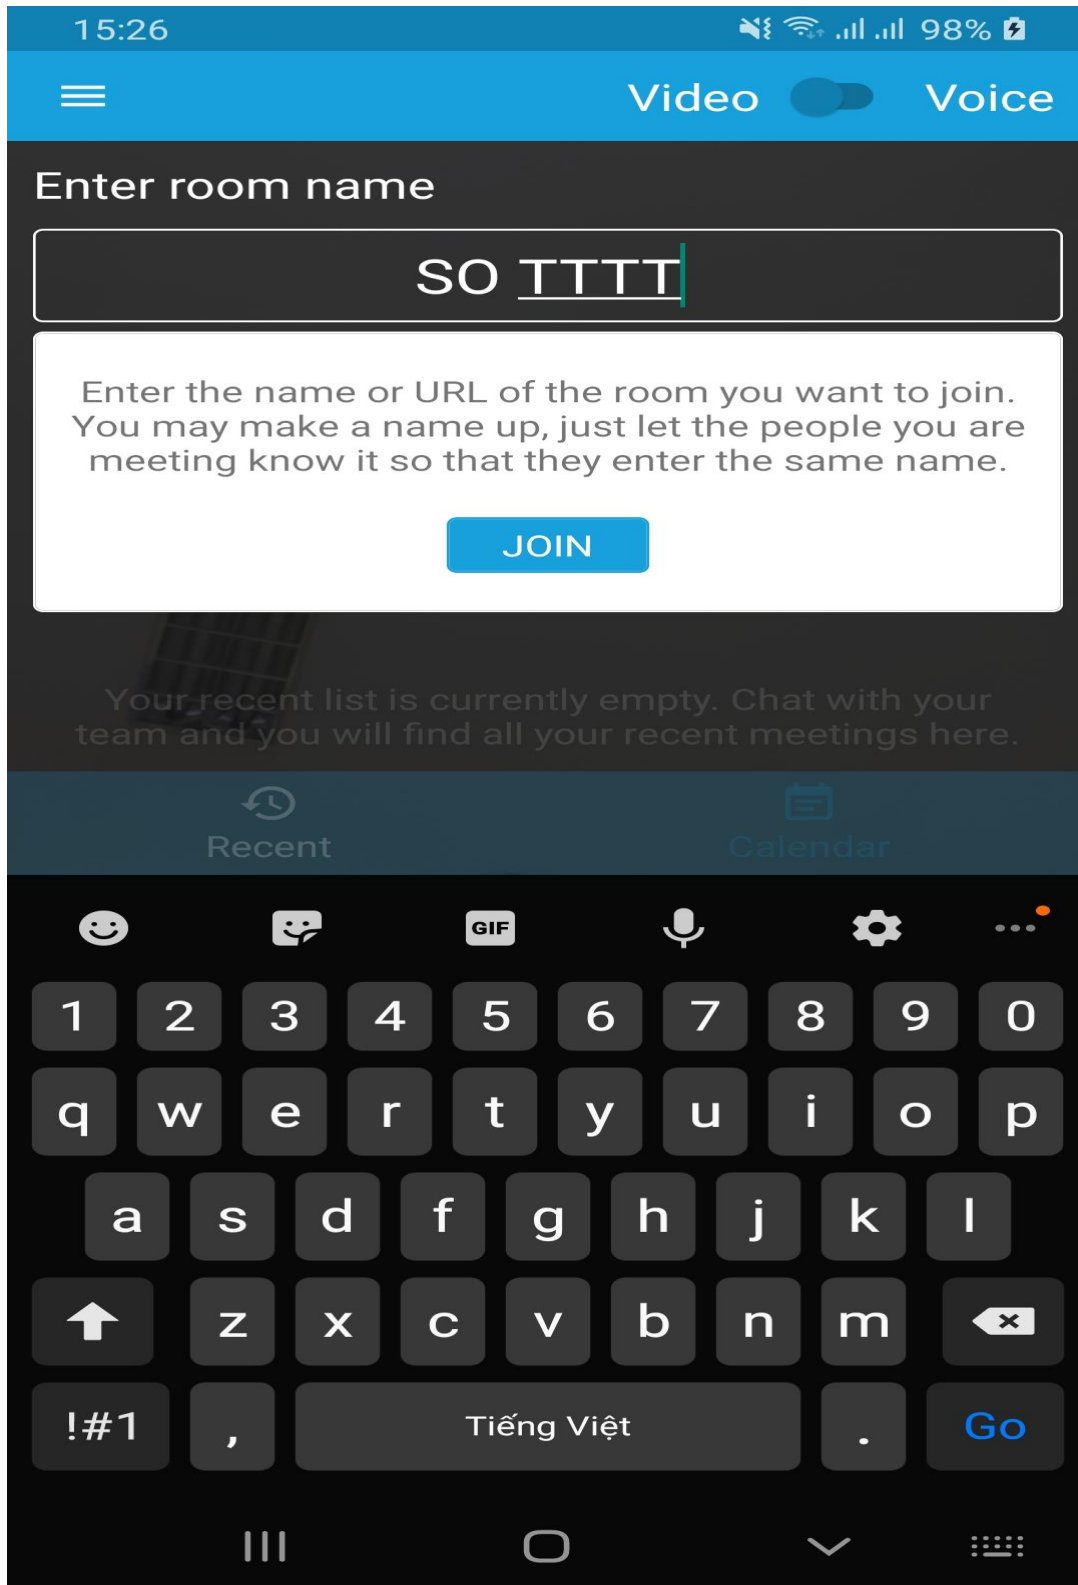 15:26 98%
Video Voice
Enter room name
SO TTTT
Enter the name or URL of the room you want to join.
You may make a name up, just let the people you are
meeting know it so that they enter the same name.
JOIN
Your recent list is currently empty. Chat with your
team and you will find all your recent meetings here.
Recent Calendar
GIF
1 2 3 4 5 6 7 8 9 0
q w e r t y u i o p
a s d f g h j k l
z x c v b n m
!#1 , Tiếng Việt . Go